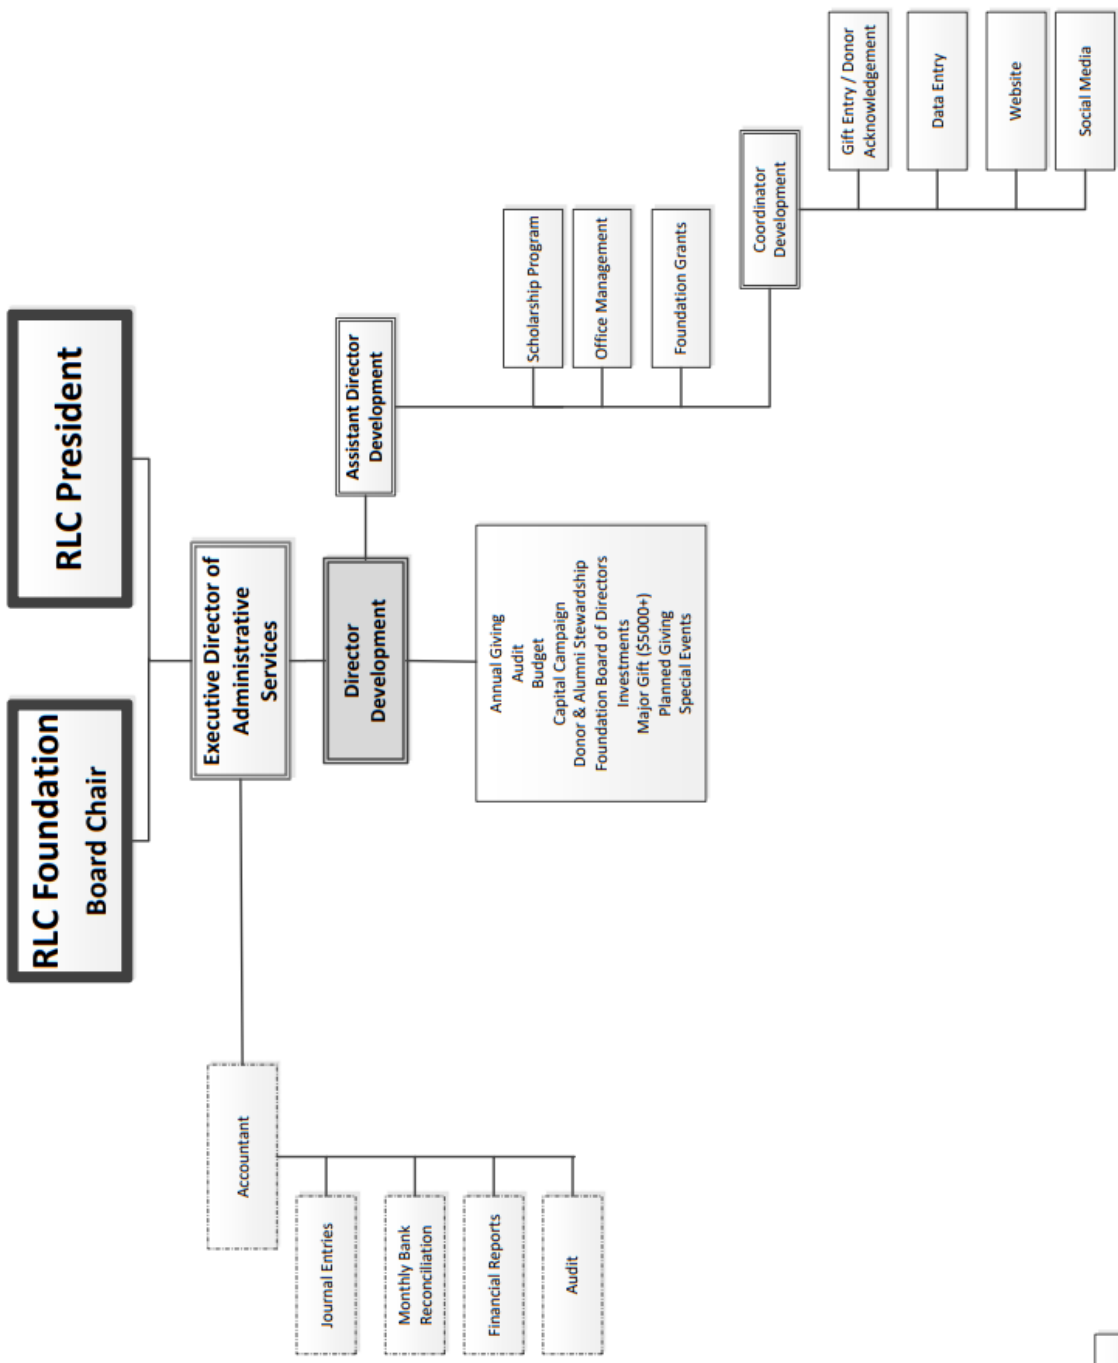 RLC Foundation
Board Chair
RLC President
Executive Director of
Administrative
Services
Director
Development
Assistant Director
Development
Accountant
Journal Entries
Monthly Bank
Reconciliation
Financial Reports
Audit
Annual Giving
Audit
Budget
Capital Campaign
Donor & Alumni Stewardship
Foundation Board of Directors
Investments
Major Gift ($5000+)
Planned Giving
Special Events
Scholarship Program
Office Management
Foundation Grants
Coordinator
Development
Gift Entry / Donor
Acknowledgement
Data Entry
Website
Social Media